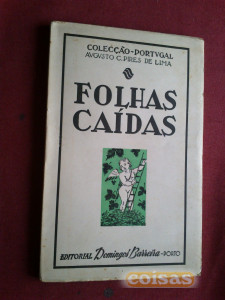 COLECÇÃO-PORTVGAL
AVGVSTO C. PIRES DE LIMA
FOLHAS
CAÍDAS
EDITORIAL Domingos Barreira-PORTO
coisas